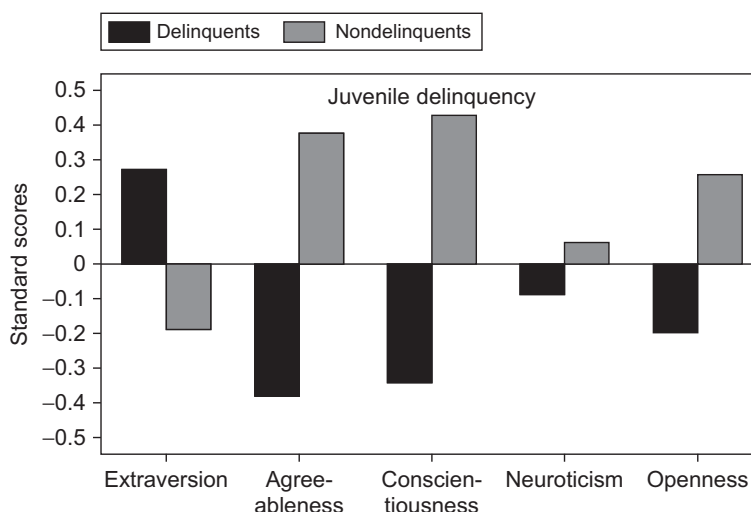 Delinquents Nondelinquents
Juvenile delinquency
Standard scores
0.5
0.4
0.3
0.2
0.1
0
–0.1
–0.2
–0.3
–0.4
–0.5
Extraversion Agree- Conscien- Neuroticism Openness
ableness tiousness